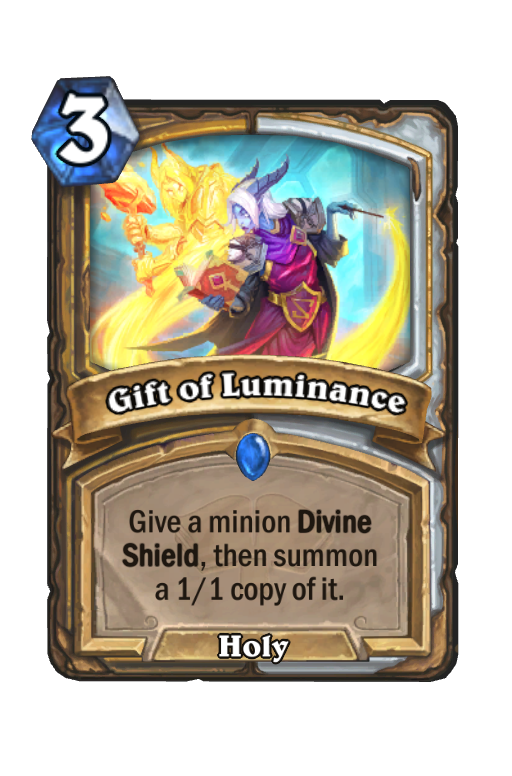 3
Gift of Luminance
Give a minion Divine
Shield, then summon
a 1/1 copy of it.
Holy